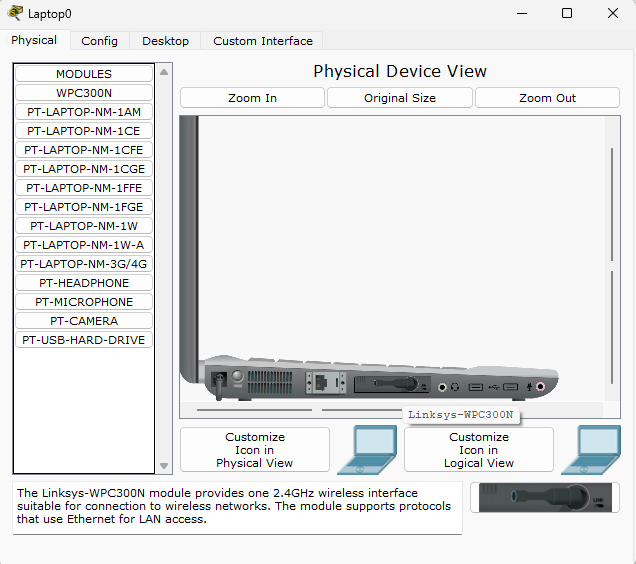 Laptop0
Physical
Config
Desktop
Custom Interface
MODULES
WPC300N
PT-LAPTOP-NM-1AM
PT-LAPTOP-NM-1CE
PT-LAPTOP-NM-1CFE
PT-LAPTOP-NM-1CGE
PT-LAPTOP-NM-1FFE
PT-LAPTOP-NM-1FGE
PT-LAPTOP-NM-1W
PT-LAPTOP-NM-1W-A
PT-LAPTOP-NM-3G/4G
PT-HEADPHONE
PT-MICROPHONE
PT-CAMERA
PT-USB-HARD-DRIVE
Physical Device View
Zoom In
Original Size
Zoom Out
Linksys-WPC300N
Customize
Icon in
Physical View
Customize
Icon in
Logical View
The Linksys-WPC300N module provides one 2.4GHz wireless interface
suitable for connection to wireless networks. The module supports protocols
that use Ethernet for LAN access.
LINK